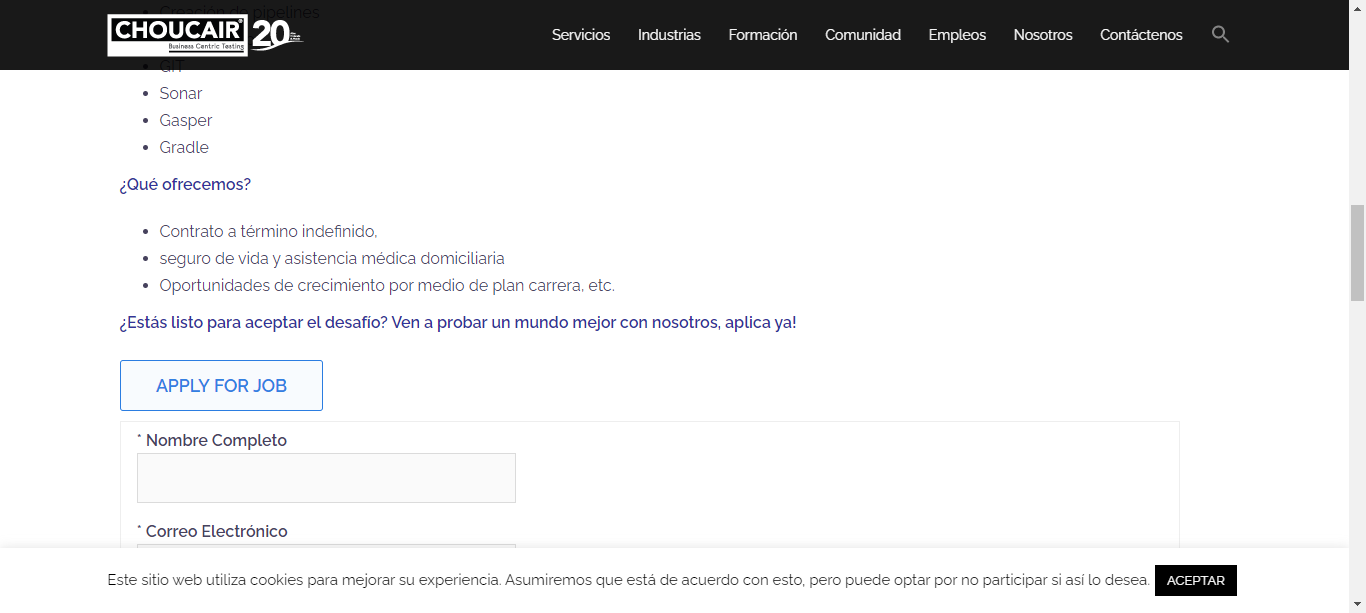 Creación de pipelines
CHOUCAIR
Business Centric Testing
20
Servicios Industrias Formación Comunidad Empleos Nosotros Contáctenos
GIT
Sonar
Gasper
Gradle
¿Qué ofrecemos?
Contrato a término indefinido,
seguro de vida y asistencia médica domiciliaria
Oportunidades de crecimiento por medio de plan carrera, etc.
¿Estás listo para aceptar el desafío? Ven a probar un mundo mejor con nosotros, aplica ya!
APPLY FOR JOB
* Nombre Completo
* Correo Electrónico
Este sitio web utiliza cookies para mejorar su experiencia. Asumiremos que está de acuerdo con esto, pero puede optar por no participar si así lo desea. ACEPTAR